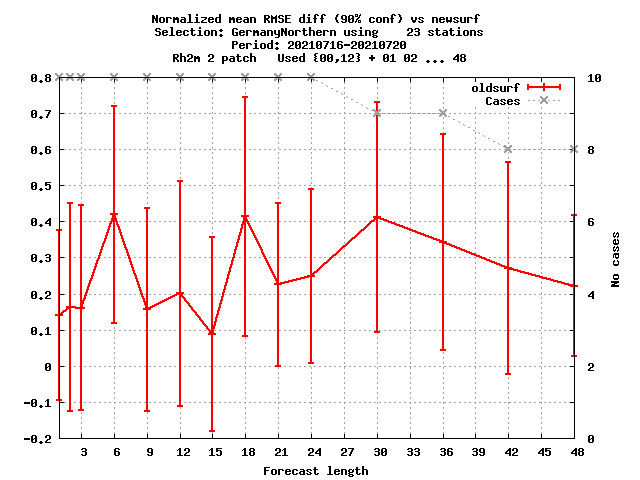 Normalized mean RMSE diff (90% conf) vs newsurf
Selection: GermanyNorthern using    23 stations
Period: 20210716-20210720
Rh2m 2 patch   Used {00,12} + 01 02 ... 48
oldsurf
Cases
0,8
0,7
0,6
0,5
0,4
0,3
0,2
0,1
0
-0,1
-0,2
10
8
6
4
2
0
No cases
3 6 9 12 15 18 21 24 27 30 33 36 39 42 45 48
Forecast length